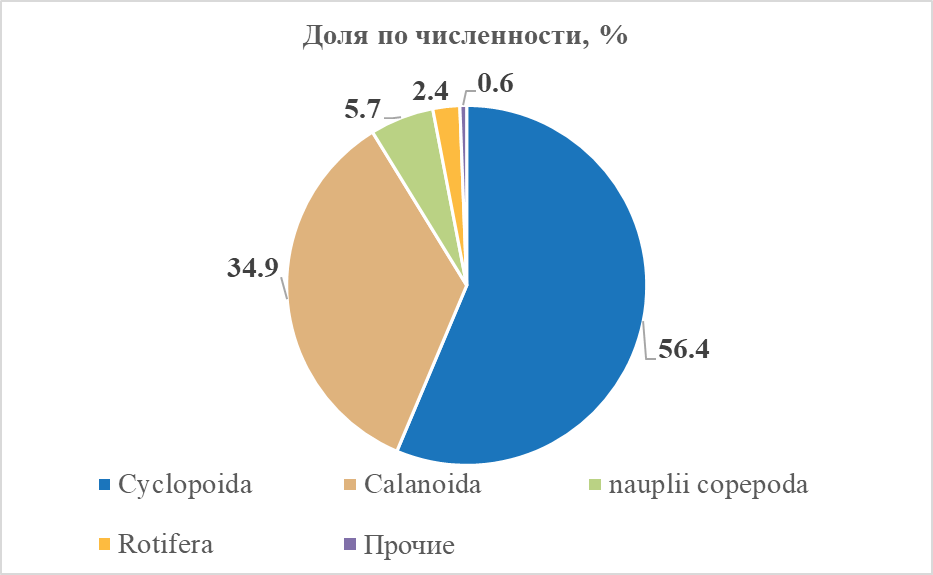 Доля по численности, %
0.6
2.4
5.7
34.9
56.4
Cyclopoida
Calanoida
nauplii copepoda
Rotifera
Прочие